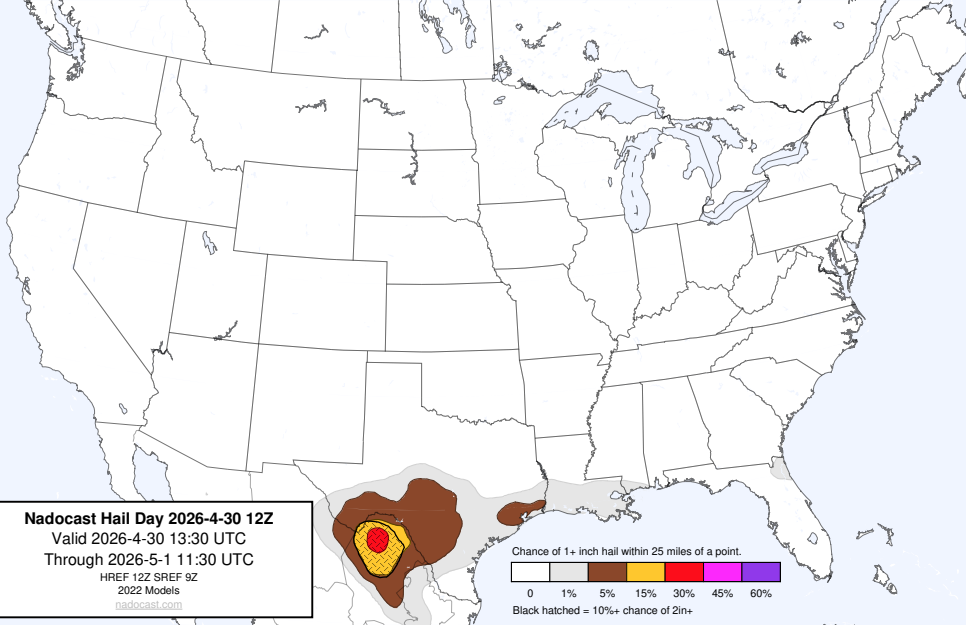 Nadocast Hail Day 2026-4-30 12Z
Valid 2026-4-30 13:30 UTC
Through 2026-5-1 11:30 UTC
HREF 12Z SREF 9Z
2022 Models
nadocast.com
Chance of 1+ inch hail within 25 miles of a point.
0 1% 5% 15% 30% 45% 60%
Black hatched = 10%+ chance of 2in+